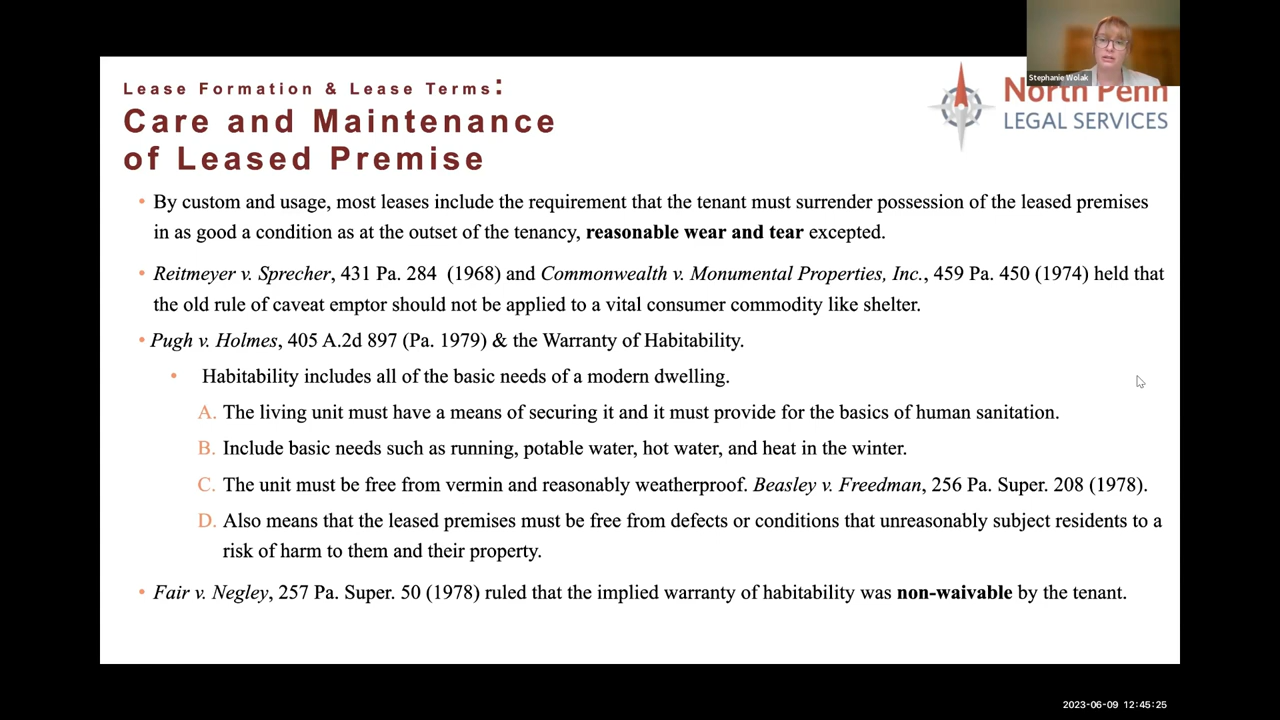 Stephanie Wolak
North Penn
LEGAL SERVICES
Lease Formation & Lease Terms:
Care and Maintenance
of Leased Premise
• By custom and usage, most leases include the requirement that the tenant must surrender possession of the leased premises
in as good a condition as at the outset of the tenancy, reasonable wear and tear excepted.
• Reitmeyer v. Sprecher, 431 Pa. 284 (1968) and Commonwealth v. Monumental Properties, Inc., 459 Pa. 450 (1974) held that
the old rule of caveat emptor should not be applied to a vital consumer commodity like shelter.
• Pugh v. Holmes, 405 A.2d 897 (Pa. 1979) & the Warranty of Habitability.
• Habitability includes all of the basic needs of a modern dwelling.
A. The living unit must have a means of securing it and it must provide for the basics of human sanitation.
B. Include basic needs such as running, potable water, hot water, and heat in the winter.
C. The unit must be free from vermin and reasonably weatherproof. Beasley v. Freedman, 256 Pa. Super. 208 (1978).
D. Also means that the leased premises must be free from defects or conditions that unreasonably subject residents to a
risk of harm to them and their property.
• Fair v. Negley, 257 Pa. Super. 50 (1978) ruled that the implied warranty of habitability was non-waivable by the tenant.
2023-06-09 12:45:25